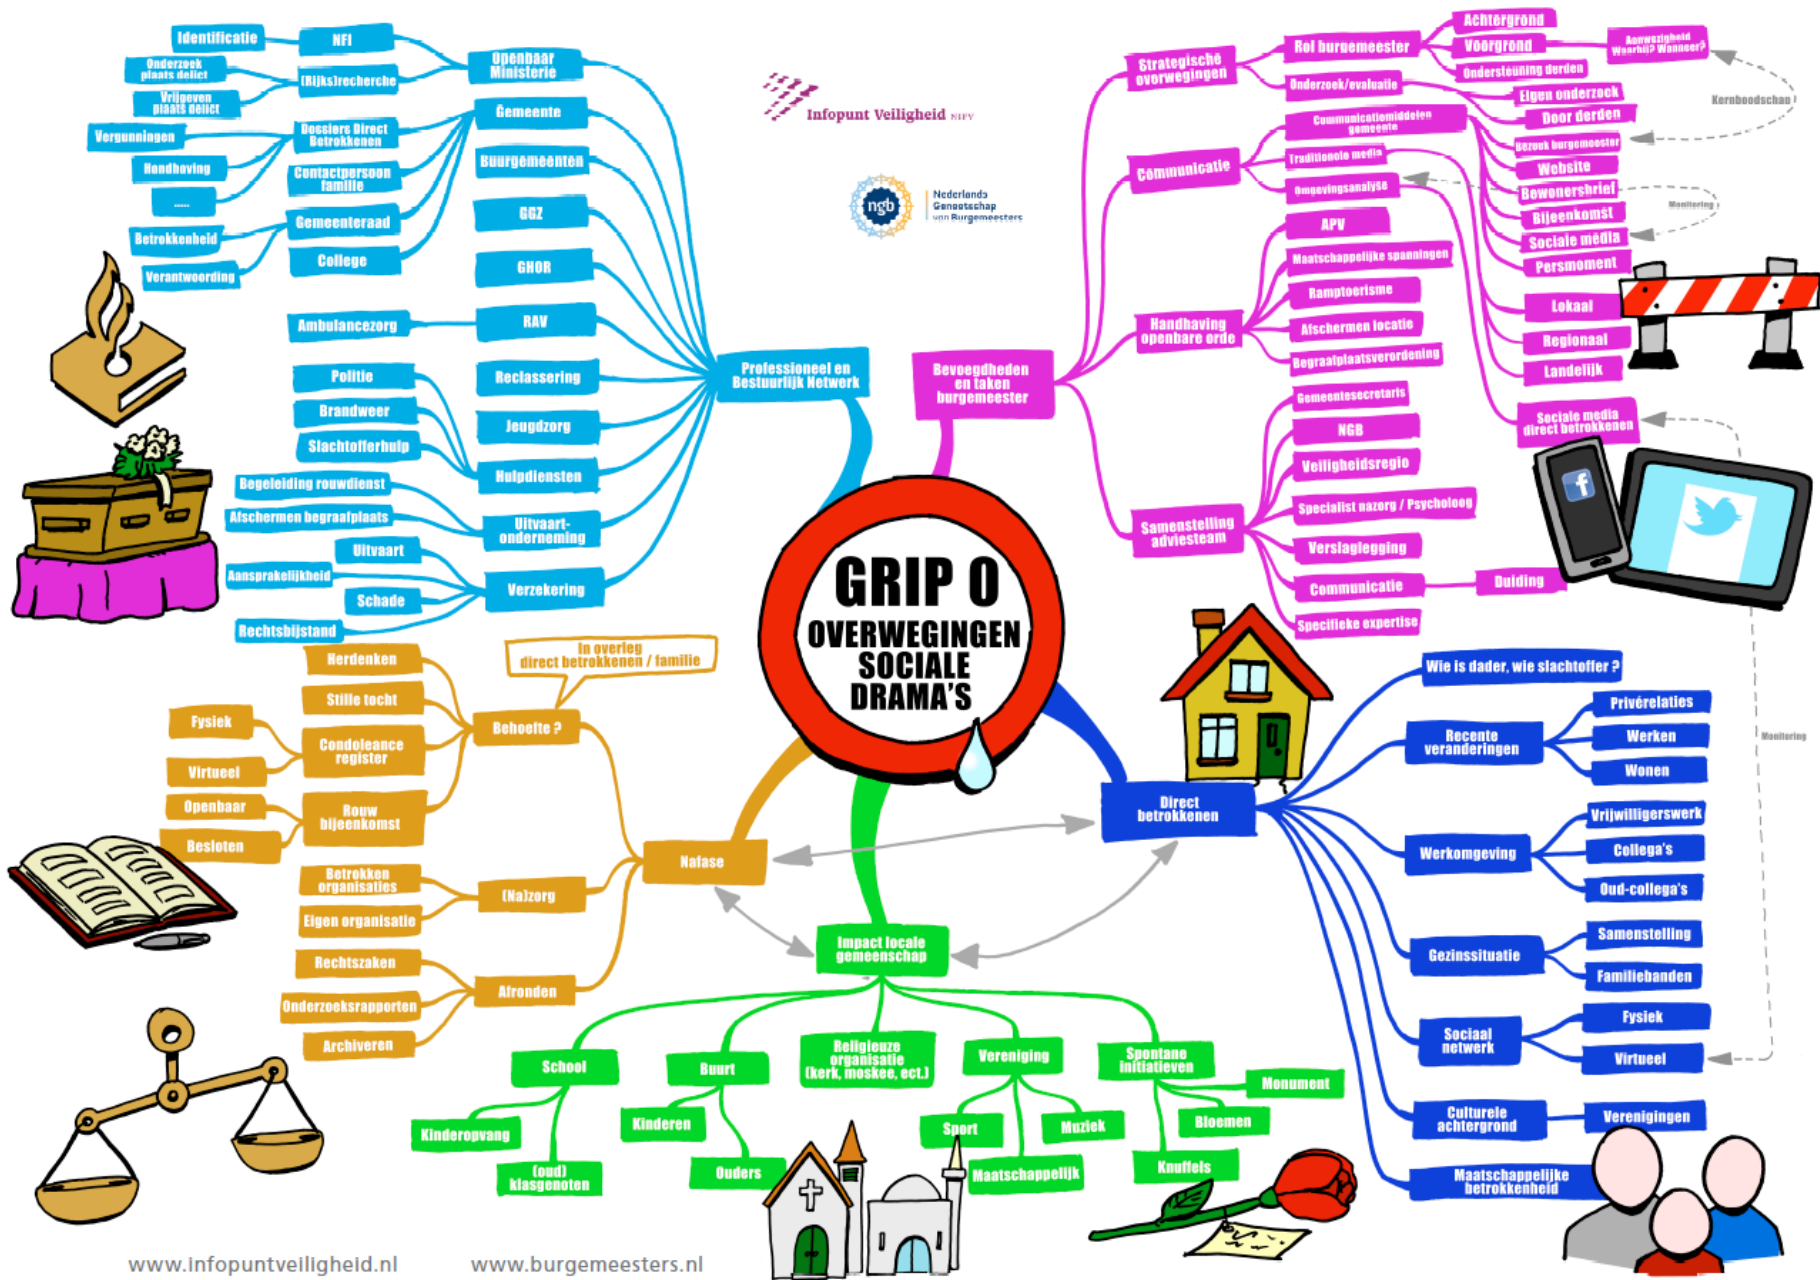 Identificatie
NFI
Openbaar
Ministerie
Onderzoek
plaats delict
(Rijks)recherche
Vrijgeven
plaats delict
Gemeente
Vergunningen
Dossiers Direct
Betrokkenen
Handhoving
.....
Contactpersoon
familie
Gemeenteraad
Betrokkenheid
Verantwoording
College
Buurgemeenten
GGZ
GHOR
Ambulancezorg
RAV
Reclassering
Jeugdzorg
Politie
Brandweer
Slachtofferhulp
Hulpdiensten
Begeleiding rouwdienst
Afschermen begraafplaats
Uitvaart-
onderneming
Uitvaart
Aansprakelijkheid
Schade
Rechtsbijstand
Verzekering
Professioneel en
Bestuurlijk Netwerk
Infopunt Veiligheid NIFV
ngb
Nederlands
Genootschap
van Burgemeesters
Bevoegdheden
en taken
burgemeester
Strategische
overwegingen
Rol burgemeester
Achtergrond
Voorgrond
Aanwezigheid
Waarbij? Wanneer?
Ondersteuning derden
Onderzoek/evaluatie
Eigen onderzoek
Door derden
Kernboodschap
Communicatie
Communicatiemiddelen
gemeente
Traditionele media
Omgevingsanalyse
Bezoek burgemeester
Website
Bewonersbrief
Bijeenkomst
Sociale media
Persmoment
Monitoring
Lokaal
Regionaal
Landelijk
Sociale media
direct betrokkenen
Handhaving
openbare orde
APV
Maatschappelijke spanningen
Ramptoerisme
Afschermen locatie
Begraafplaatsverordening
Samenstelling
adviesteam
Gemeentesecretaris
NGB
Veiligheidsregio
Specialist nazorg / Psycholoog
Verslaglegging
Communicatie
Duiding
Specifieke expertise
f
GRIP O
OVERWEGINGEN
SOCIALE
DRAMA'S
In overleg
direct betrokkenen / familie
Herdenken
Stille tocht
Behoefte ?
Fysiek
Condoleance
register
Virtueel
Openbaar
Rouw
bijeenkomst
Besloten
Nafase
Betrokken
organisaties
(Na)zorg
Eigen organisatie
Rechtszaken
Onderzoeksrapporten
Afronden
Archiveren
Direct
betrokkenen
Wie is dader, wie slachtoffer ?
Recente
veranderingen
Privérelaties
Werken
Wonen
Monitoring
Werkomgeving
Vrijwilligerswerk
Collega's
Oud-collega's
Gezinssituatie
Samenstelling
Familiebanden
Sociaal
netwerk
Fysiek
Virtueel
Culturele
achtergrond
Verenigingen
Maatschappelijke
betrokkenheid
Impact locale
gemeenschap
School
Kinderopvang
(oud)
klasgenoten
Buurt
Kinderen
Ouders
Religieuze
organisatie
(kerk, moskee, ect.)
Vereniging
Sport
Muziek
Maatschappelijk
Spontane
initiatieven
Monument
Bloemen
Knuffels
www.infopuntveiligheid.nl
www.burgemeesters.nl